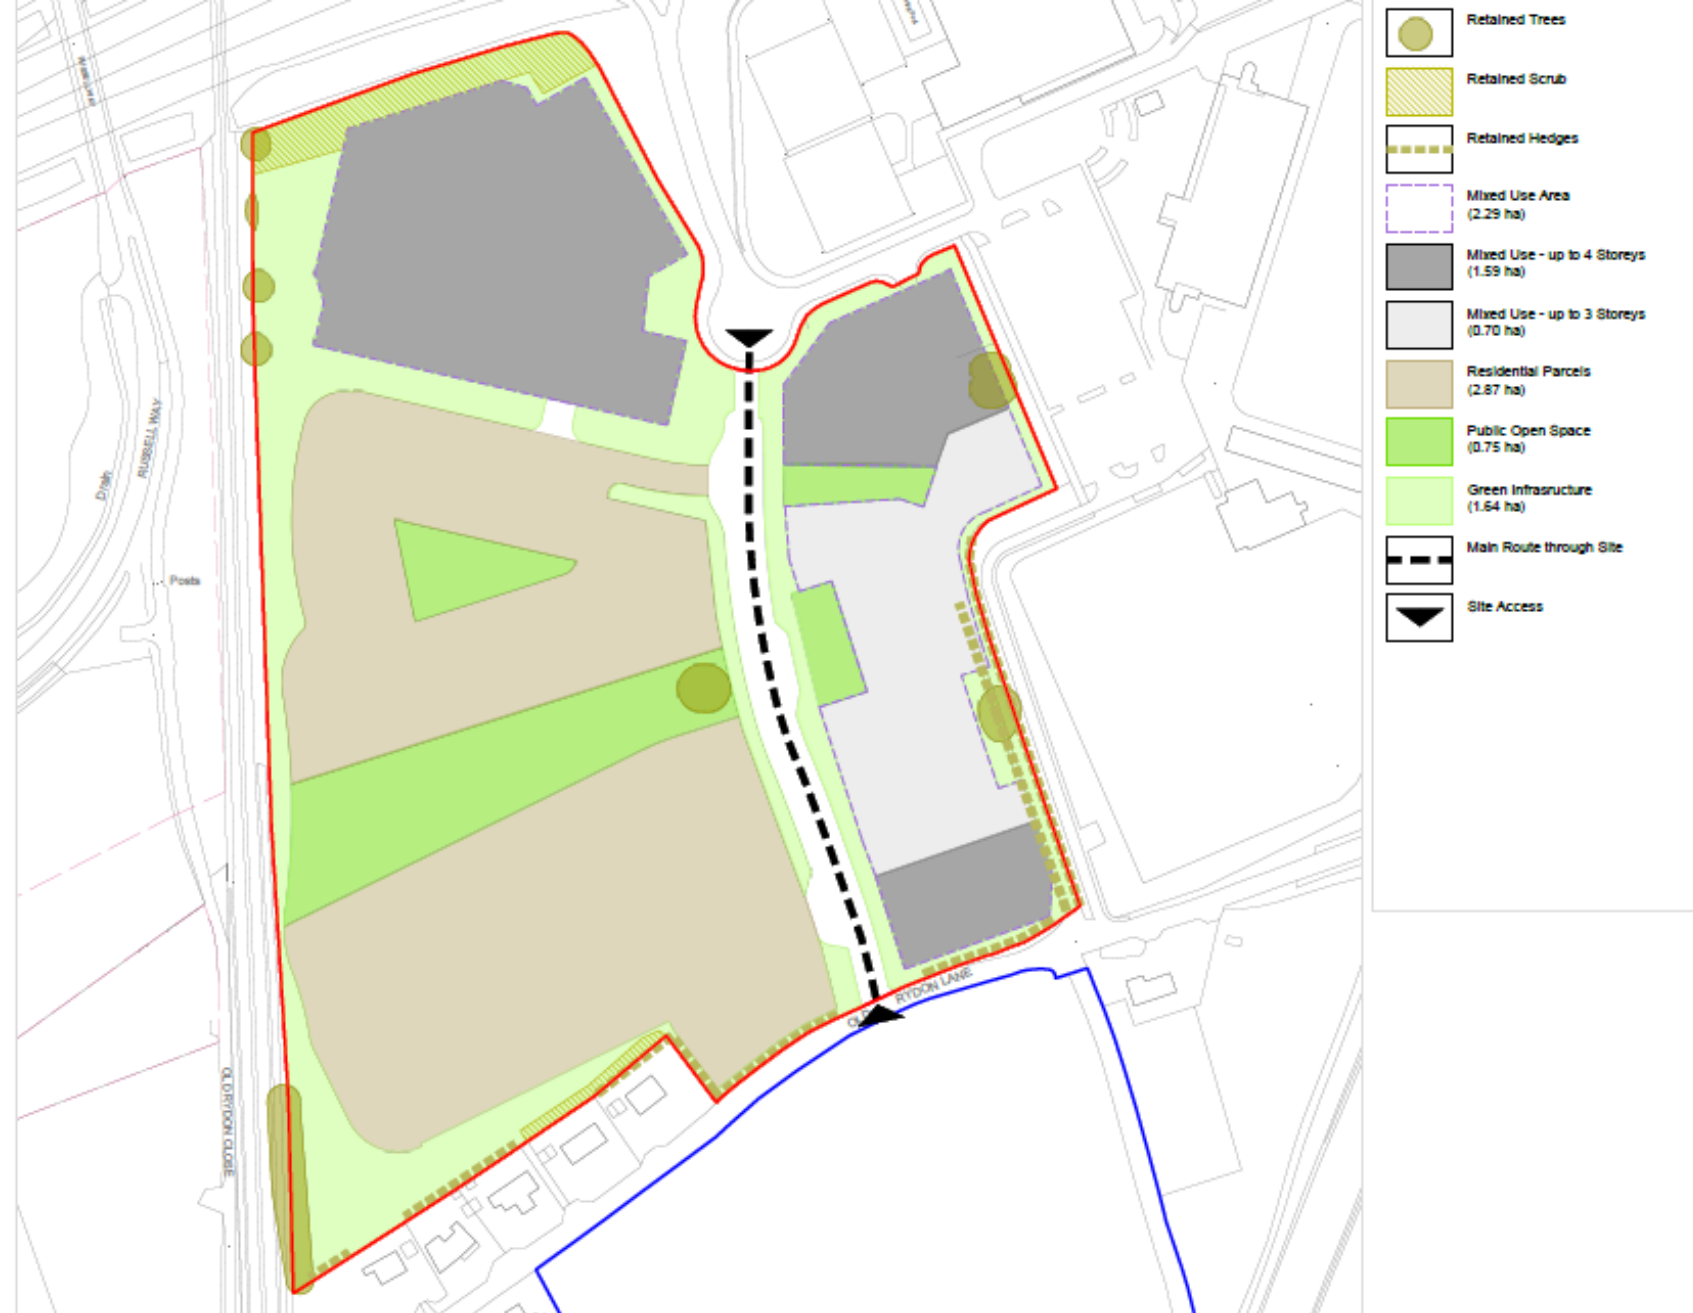 Retained Trees
Retained Scrub
Retained Hedges
Mixed Use Area
(2.29 ha)
Mixed Use - up to 4 Storeys
(1.59 ha)
Mixed Use - up to 3 Storeys
(0.70 ha)
Residential Parcels
(2.87 ha)
Public Open Space
(0.75 ha)
Green Infrasructure
(1.64 ha)
Main Route through Site
Site Access
RUSSELL WAY
Drain
Posts
OLD RYDON CLOSE
OLD RYDON LANE